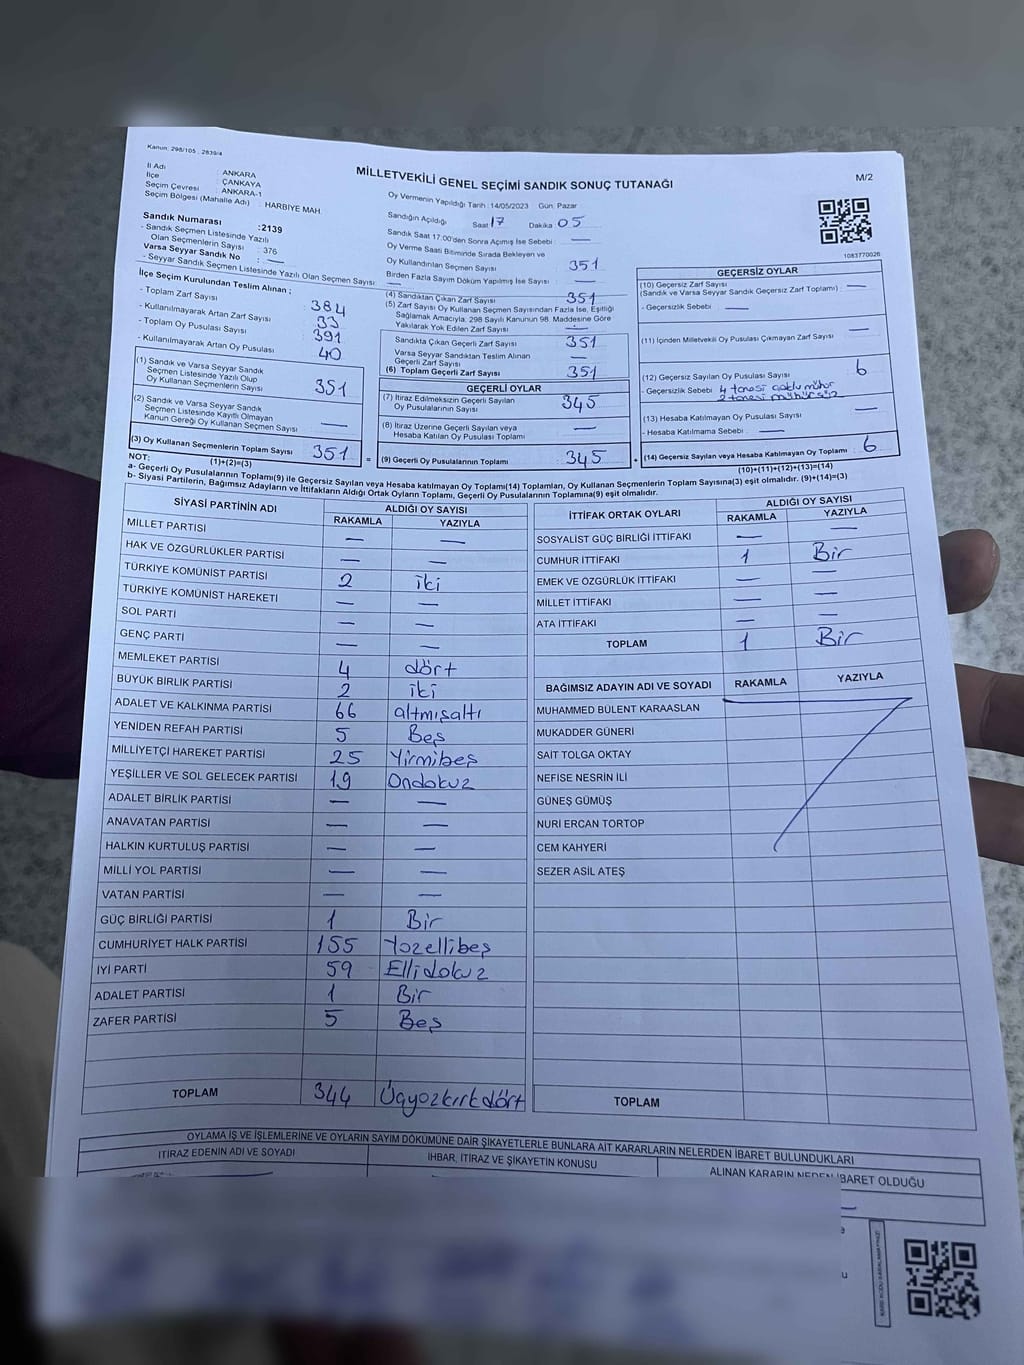 Kanun: 298/105 . 2839/4
İl Adı : ANKARA
İlçe : ÇANKAYA
Seçim Çevresi : ANKARA-1
Seçim Bölgesi (Mahalle Adı) : HARBİYE MAH.
MİLLETVEKİLİ GENEL SEÇİMİ SANDIK SONUÇ TUTANAĞI
M/2
Oy Vermenin Yapıldığı Tarih : 14/05/2023 Gün: Pazar
Sandığın Açıldığı Saat 17 Dakika 05
Sandık Saat 17.00'den Sonra Açımış İse Sebebi : —
Oy Verme Saati Bitiminde Sırada Bekleyen ve
Oy Kullandırılan Seçmen Sayısı 351
Birden Fazla Sayım Döküm Yapılmış İse Sayısı : —
1083770026
Sandık Numarası :2139
- Sandık Seçmen Listesinde Yazılı
Olan Seçmenlerin Sayısı : 376
Varsa Seyyar Sandık No : —
- Seyyar Sandık Seçmen Listesinde Yazılı Olan Seçmen Sayısı : —
İlçe Seçim Kurulundan Teslim Alınan ;
- Toplam Zarf Sayısı 384
- Kullanılmayarak Artan Zarf Sayısı 33
- Toplam Oy Pusulası Sayısı 391
- Kullanılmayarak Artan Oy Pusulası 40
(1) Sandık ve Varsa Seyyar Sandık
Seçmen Listesinde Yazılı Olup
Oy Kullanan Seçmenlerin Sayısı 351
(2) Sandık ve Varsa Seyyar Sandık
Seçmen Listesinde Kayıtlı Olmayan
Kanun Gereği Oy Kullanan Seçmen Sayısı —
(3) Oy Kullanan Seçmenlerin Toplam Sayısı 351 =
(1)+(2)=(3)
(4) Sandıktan Çıkan Zarf Sayısı 351
(5) Zarf Sayısı Oy Kullanan Seçmen Sayısından Fazla İse, Eşitliği
Sağlamak Amacıyla, 298 Sayılı Kanunun 98. Maddesine Göre
Yakılarak Yok Edilen Zarf Sayısı —
Sandıkta Çıkan Geçerli Zarf Sayısı 351
Varsa Seyyar Sandıktan Teslim Alınan
Geçerli Zarf Sayısı —
(6) Toplam Geçerli Zarf Sayısı 351
GEÇERLİ OYLAR
(7) İtiraz Edilmeksizin Geçerli Sayılan
Oy Pusulalarının Sayısı 345
(8) İtiraz Üzerine Geçerli Sayılan veya
Hesaba Katılan Oy Pusulası Toplamı —
(9) Geçerli Oy Pusulalarının Toplamı 345 +
GEÇERSİZ OYLAR
(10) Geçersiz Zarf Sayısı
(Sandık ve Varsa Seyyar Sandık Geçersiz Zarf Toplamı) : —
- Geçersizlik Sebebi : —
(11) İçinden Milletvekili Oy Pusulası Çıkmayan Zarf Sayısı —
(12) Geçersiz Sayılan Oy Pusulası Sayısı 6
- Geçersizlik Sebebi : 4 tanesi çoklu mühür
2 tanesi mühürsüz
(13) Hesaba Katılmayan Oy Pusulası Sayısı —
- Hesaba Katılmama Sebebi : —
(14) Geçersiz Sayılan veya Hesaba Katılmayan Oy Toplamı 6
(10)+(11)+(12)+(13)=(14)
NOT:
a- Geçerli Oy Pusulalarının Toplamı(9) ile Geçersiz Sayılan veya Hesaba katılmayan Oy Toplamı(14) Toplamları, Oy Kullanan Seçmenlerin Toplam Sayısına(3) eşit olmalıdır. (9)+(14)=(3)
b- Siyasi Partilerin, Bağımsız Adayların ve İttifakların Aldığı Ortak Oyların Toplamı, Geçerli Oy Pusulalarının Toplamına(9) eşit olmalıdır.
SİYASİ PARTİNİN ADI ALDIĞI OY SAYISI
RAKAMLA YAZIYLA
MİLLET PARTİSİ — —
HAK VE ÖZGÜRLÜKLER PARTİSİ — —
TÜRKİYE KOMÜNİST PARTİSİ 2 iki
TÜRKİYE KOMÜNİST HAREKETİ — —
SOL PARTİ — —
GENÇ PARTİ — —
MEMLEKET PARTİSİ 4 dört
BÜYÜK BİRLİK PARTİSİ 2 iki
ADALET VE KALKINMA PARTİSİ 66 altmışaltı
YENİDEN REFAH PARTİSİ 5 Beş
MİLLİYETÇİ HAREKET PARTİSİ 25 Yirmibeş
YEŞİLLER VE SOL GELECEK PARTİSİ 19 Ondokuz
ADALET BİRLİK PARTİSİ — —
ANAVATAN PARTİSİ — —
HALKIN KURTULUŞ PARTİSİ — —
MİLLİ YOL PARTİSİ — —
VATAN PARTİSİ — —
GÜÇ BİRLİĞİ PARTİSİ 1 Bir
CUMHURİYET HALK PARTİSİ 155 Yüzellibeş
İYİ PARTİ 59 Ellidokuz
ADALET PARTİSİ 1 Bir
ZAFER PARTİSİ 5 Beş
TOPLAM 344 Üçyüzkırkdört
İTTİFAK ORTAK OYLARI ALDIĞI OY SAYISI
RAKAMLA YAZIYLA
SOSYALİST GÜÇ BİRLİĞİ İTTİFAKI — —
CUMHUR İTTİFAKI 1 Bir
EMEK VE ÖZGÜRLÜK İTTİFAKI — —
MİLLET İTTİFAKI — —
ATA İTTİFAKI — —
TOPLAM 1 Bir
BAĞIMSIZ ADAYIN ADI VE SOYADI RAKAMLA YAZIYLA
MUHAMMED BÜLENT KARAASLAN
MUKADDER GÜNERİ
SAİT TOLGA OKTAY
NEFİSE NESRİN İLİ
GÜNEŞ GÜMÜŞ
NURİ ERCAN TORTOP
CEM KAHYERİ
SEZER ASİL ATEŞ
TOPLAM
OYLAMA İŞ VE İŞLEMLERİNE VE OYLARIN SAYIM DÖKÜMÜNE DAİR ŞİKAYETLERLE BUNLARA AİT KARARLARIN NELERDEN İBARET BULUNDUKLARI
İTİRAZ EDENİN ADI VE SOYADI İHBAR, İTİRAZ VE ŞİKAYETİN KONUSU ALINAN KARARIN NEDEN İBARET OLDUĞU